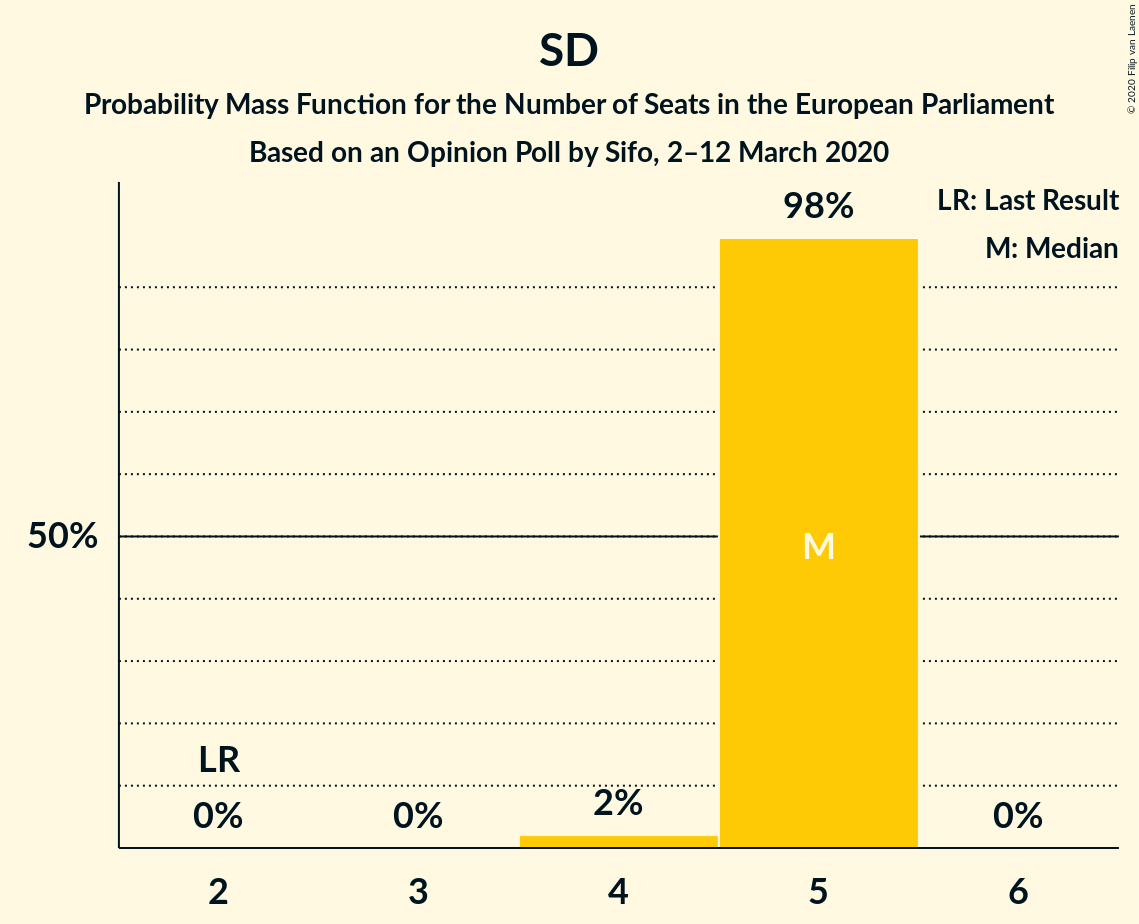 SD
Probability Mass Function for the Number of Seats in the European Parliament
Based on an Opinion Poll by Sifo, 2–12 March 2020
© 2020 Filip van Laenen
LR: Last Result
M: Median
98%
50%
M
LR
0%
0%
2%
0%
2
3
4
5
6